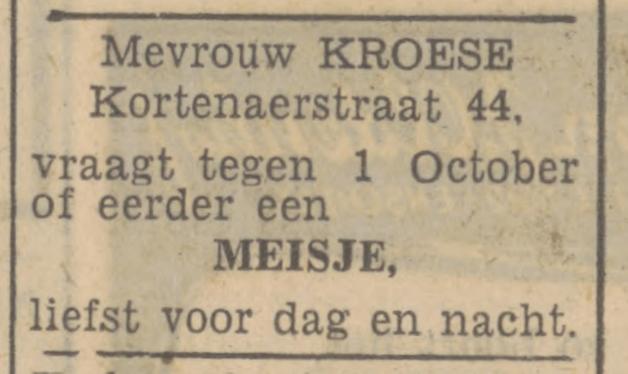 Mevrouw KROESE
Kortenaerstraat 44,
vraagt tegen 1 October
of eerder een
MEISJE,
liefst voor dag en nacht.